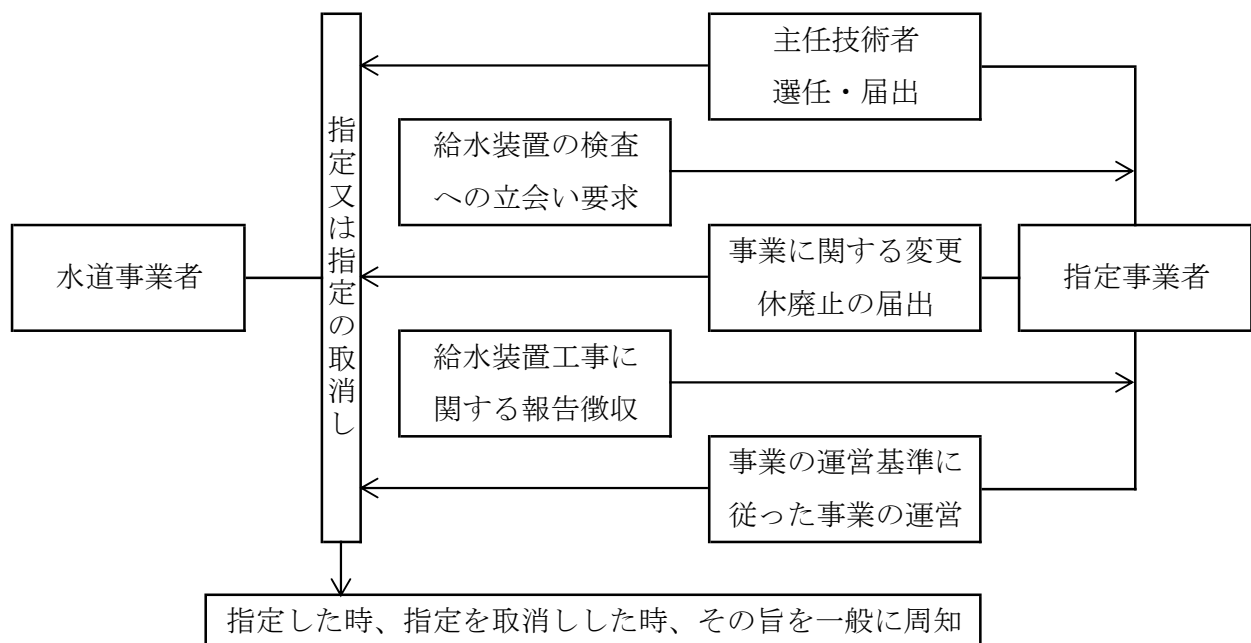 主任技術者
選任・届出
給水装置の検査
への立会い要求
水道事業者
指定又は指定の取消し
事業に関する変更
休廃止の届出
指定事業者
給水装置工事に
関する報告徴収
事業の運営基準に
従った事業の運営
指定した時、指定を取消しした時、その旨を一般に周知